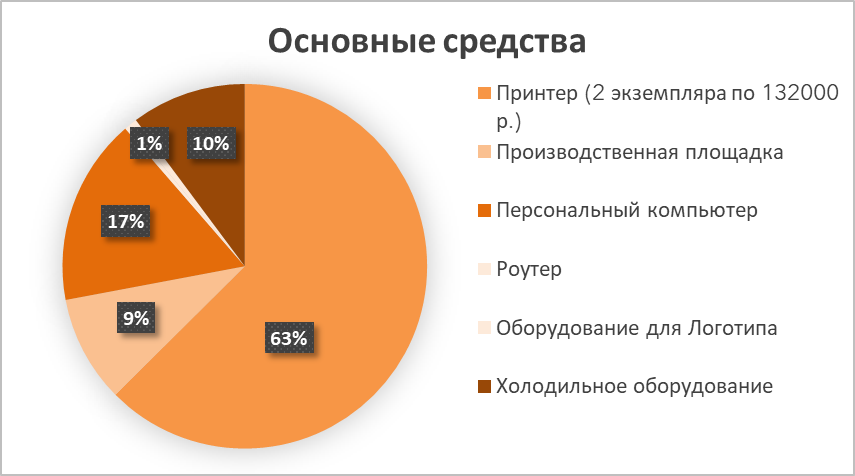 Основные средства
Принтер (2 экземпляра по 132000
р.)
Производственная площадка
Персональный компьютер
Роутер
Оборудование для Логотипа
Холодильное оборудование
1%
10%
17%
9%
63%